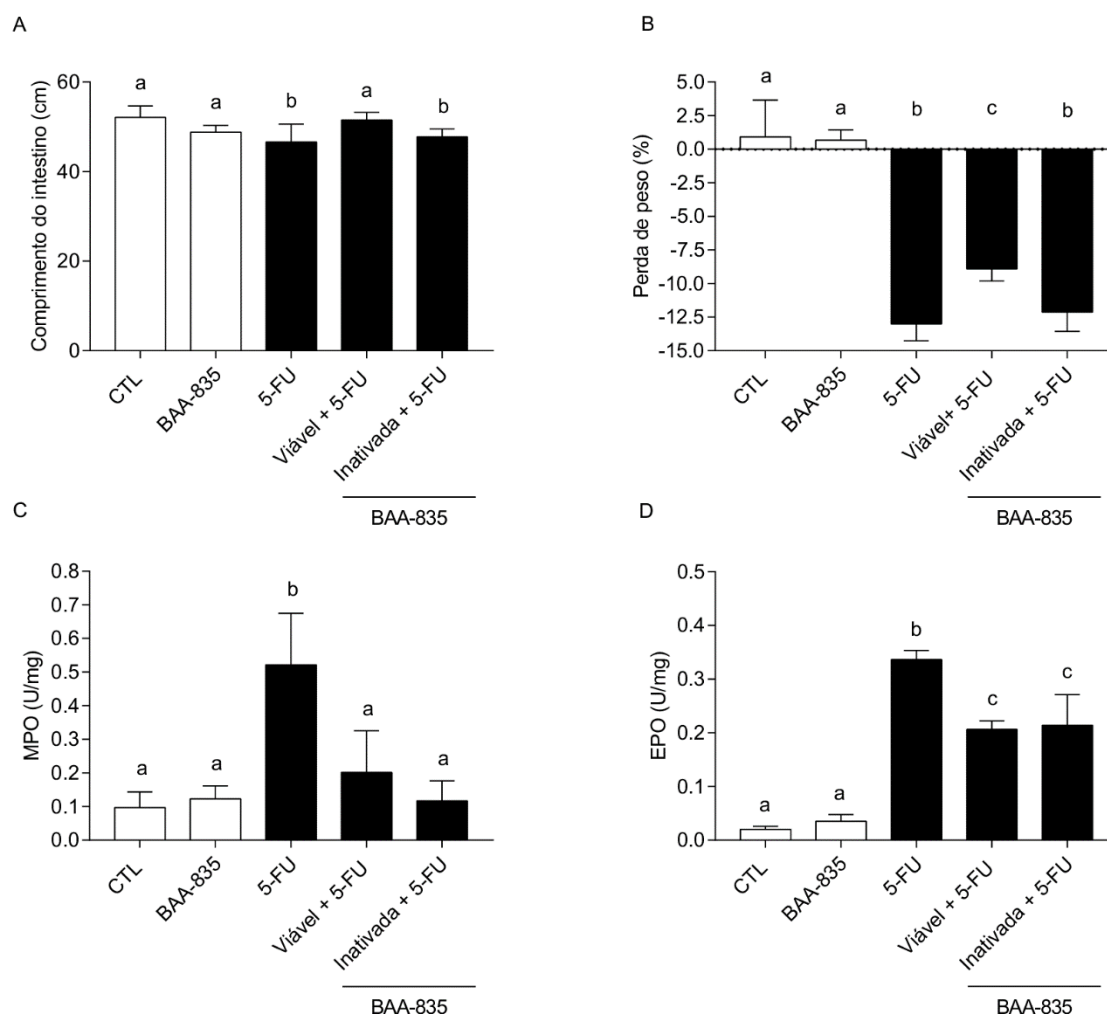 A
Comprimento do intestino (cm)
60
40
20
0
a
a
b
a
b
CTL
BAA-835
5-FU
Viável + 5-FU
Inativada + 5-FU
BAA-835
B
Perda de peso (%)
5.0
2.5
0.0
-2.5
-5.0
-7.5
-10.0
-12.5
-15.0
a
a
b
c
b
CTL
BAA-835
5-FU
Viável+ 5-FU
Inativada + 5-FU
BAA-835
C
MPO (U/mg)
0.8
0.7
0.6
0.5
0.4
0.3
0.2
0.1
0.0
a
a
b
a
a
CTL
BAA-835
5-FU
Viável + 5-FU
Inativada + 5-FU
BAA-835
D
EPO (U/mg)
0.5
0.4
0.3
0.2
0.1
0.0
a
a
b
c
c
CTL
BAA-835
5-FU
Viável + 5-FU
Inativada + 5-FU
BAA-835